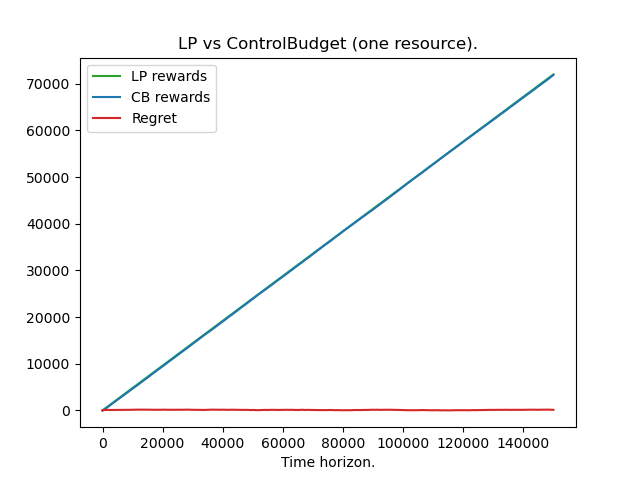 LP vs ControlBudget (one resource).
LP rewards
CB rewards
Regret
70000
60000
50000
40000
30000
20000
10000
0
0 20000 40000 60000 80000 100000 120000 140000
Time horizon.